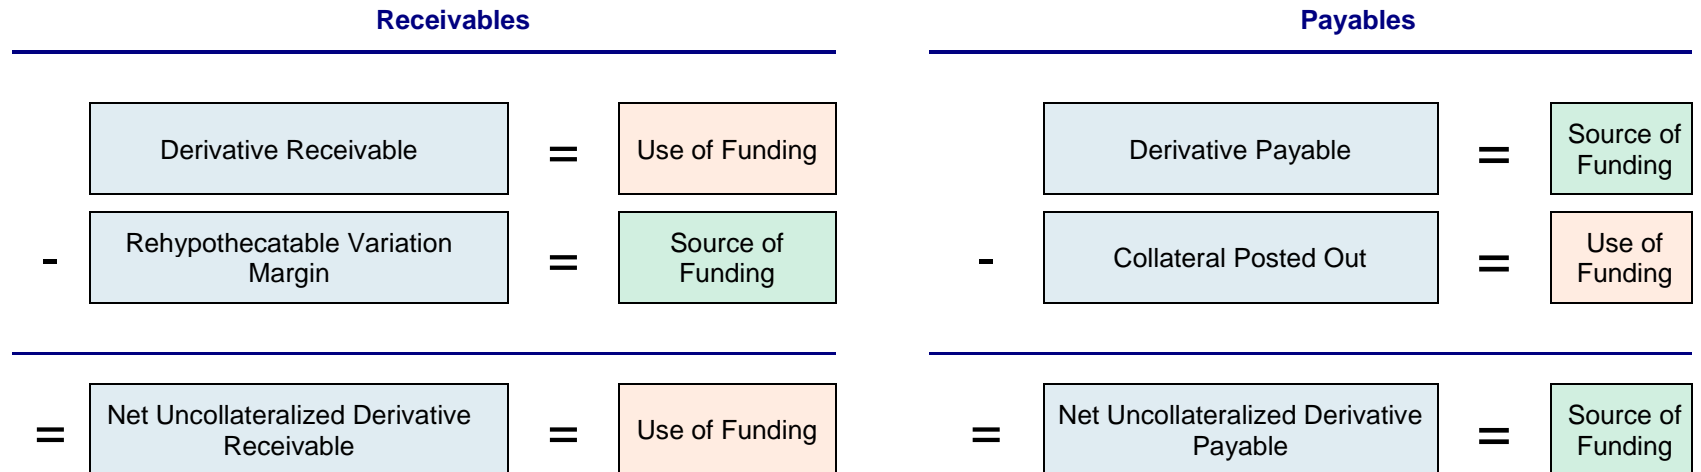 Receivables
Payables
Derivative Receivable
=
Use of Funding
Derivative Payable
=
Source of
Funding
-
Rehypothecatable Variation
Margin
=
Source of
Funding
-
Collateral Posted Out
=
Use of
Funding
=
Net Uncollateralized Derivative
Receivable
=
Use of Funding
=
Net Uncollateralized Derivative
Payable
=
Source of
Funding